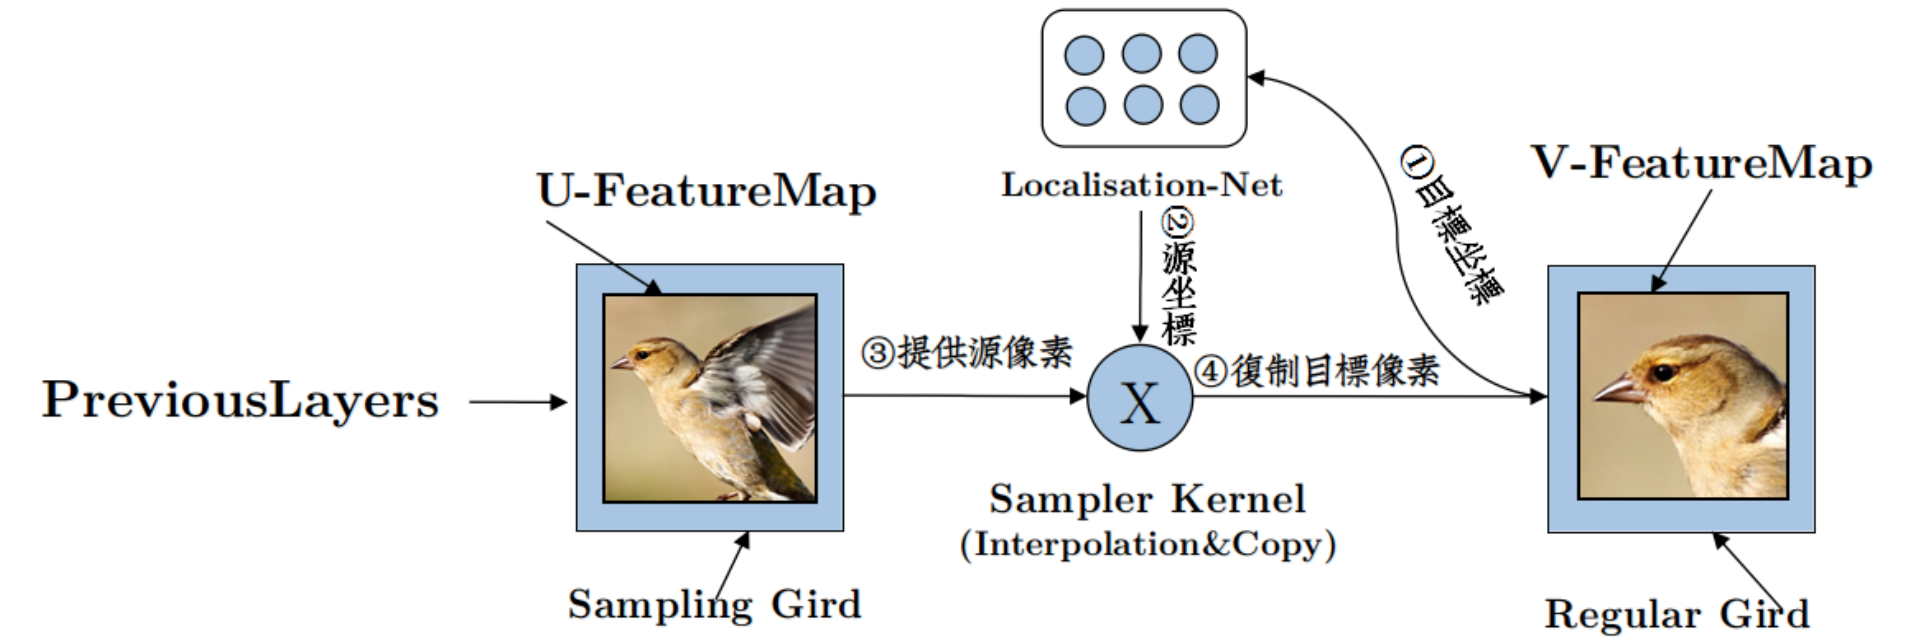 U-FeatureMap
V-FeatureMap
Localisation-Net
①目標坐標
②源坐標
③提供源像素
④復制目標像素
PreviousLayers
X
Sampler Kernel
(Interpolation&Copy)
Sampling Gird
Regular Gird